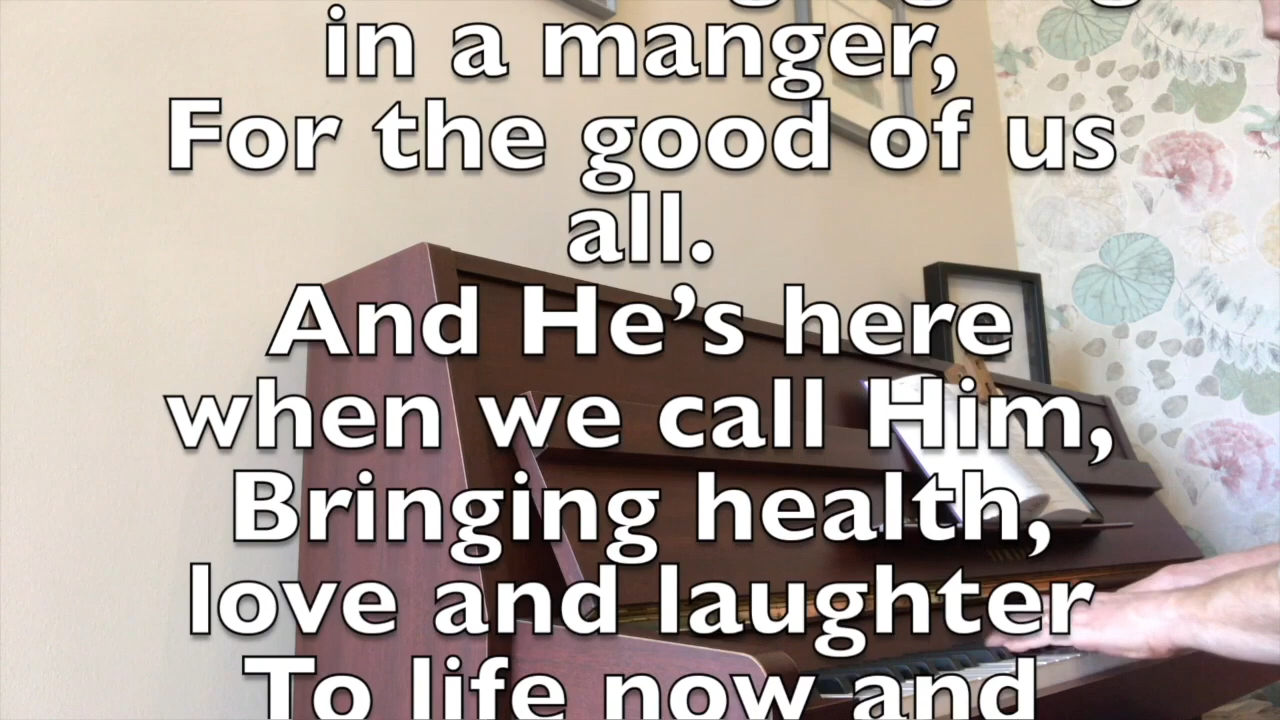 in a manger,
For the good of us
all.
And He’s here
when we call Him,
Bringing health,
love and laughter
To life now and